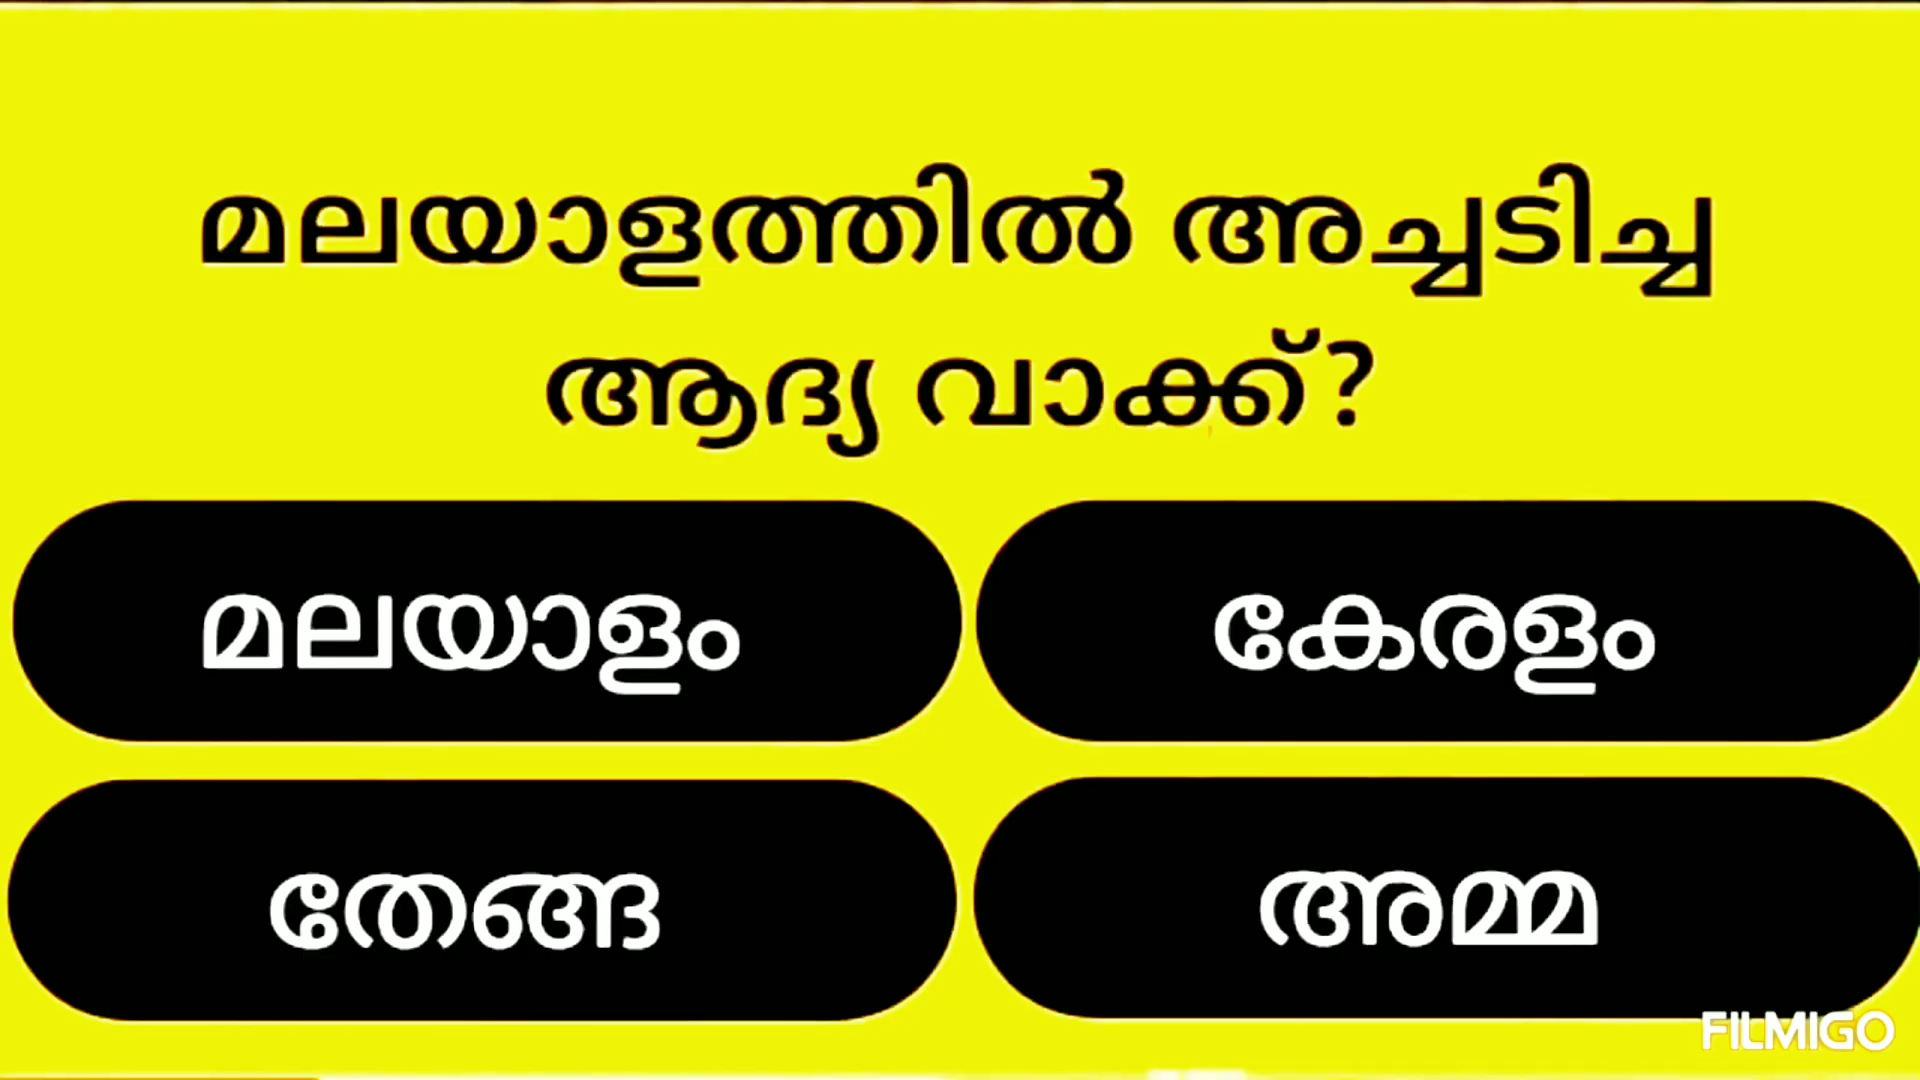 മലയാളത്തിൽ അച്ചടിച്ച
ആദ്യ വാക്ക്?
മലയാളം
കേരളം
തേങ്ങ
അമ്മ
FILMIGO